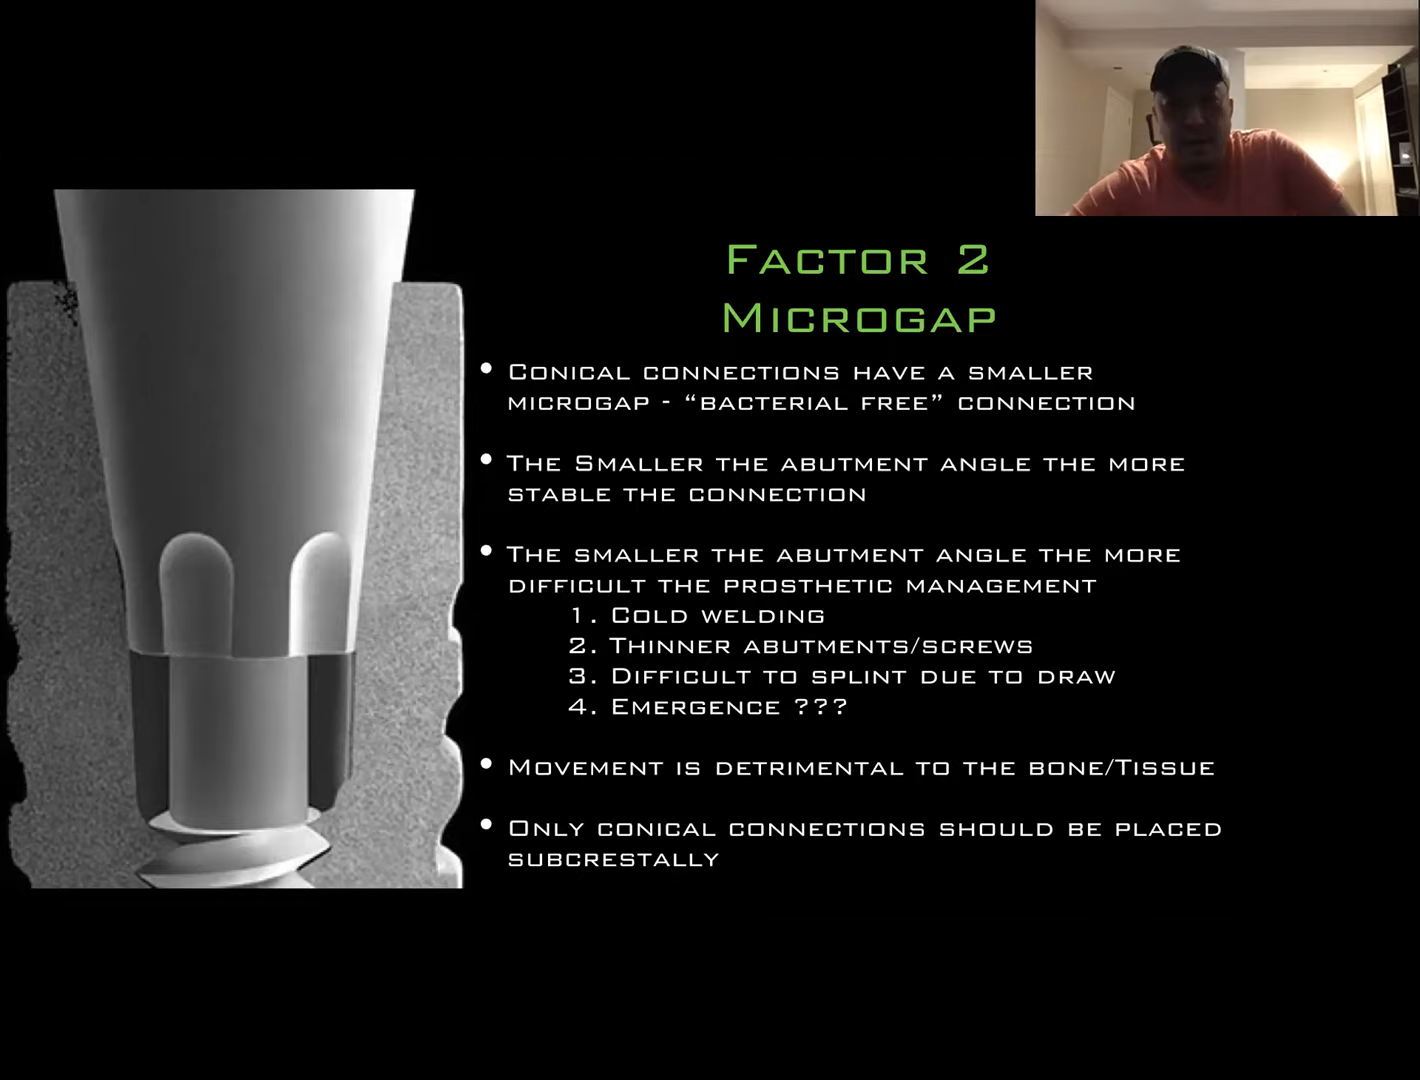 Factor 2
Microgap
• Conical connections have a smaller
microgap - “bacterial free” connection
• The Smaller the abutment angle the more
stable the connection
• The smaller the abutment angle the more
difficult the prosthetic management
1. Cold welding
2. Thinner abutments/screws
3. Difficult to splint due to draw
4. Emergence ???
• Movement is detrimental to the bone/Tissue
• Only conical connections should be placed
subcrestally